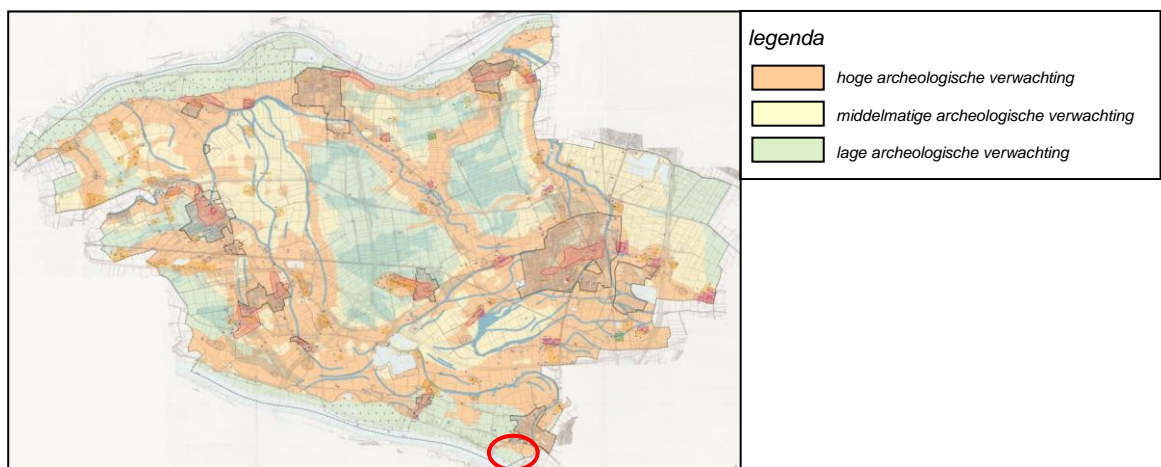 legenda
hoge archeologische verwachting
middelmatige archeologische verwachting
lage archeologische verwachting